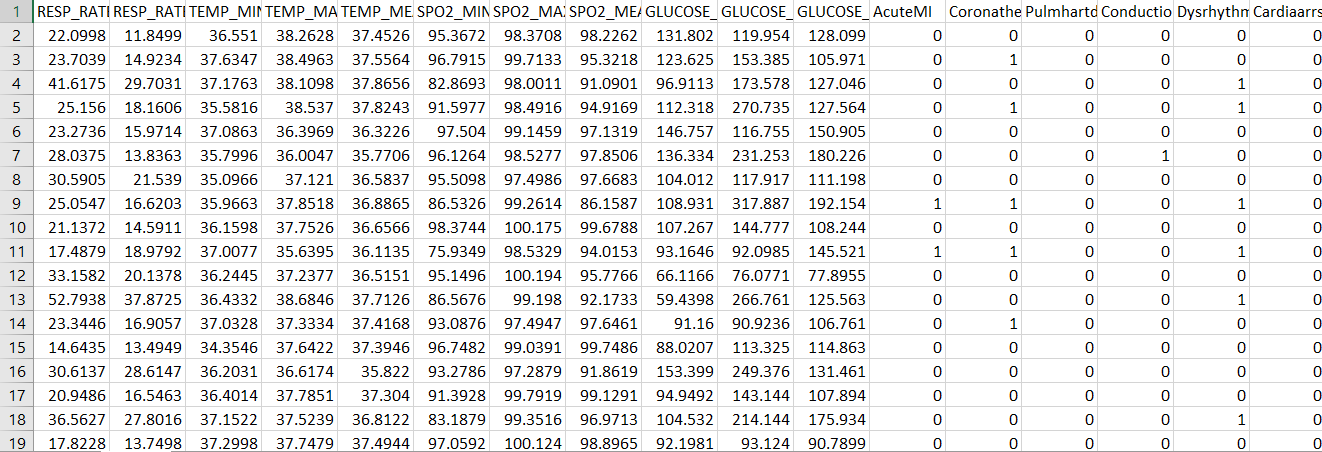 1 RESP_RATI RESP_RATI TEMP_MIN TEMP_MA TEMP_MEA SPO2_MIN SPO2_MAX SPO2_MEA GLUCOSE_ GLUCOSE_ GLUCOSE_ AcuteMI Coronathe Pulmhartd Conductio Dysrhythm Cardiaarrs
2 22.0998 11.8499 36.551 38.2628 37.4526 95.3672 98.3708 98.2262 131.802 119.954 128.099 0 0 0 0 0 0
3 23.7039 14.9234 37.6347 38.4963 37.5564 96.7915 99.7133 95.3218 123.625 153.385 105.971 0 1 0 0 0 0
4 41.6175 29.7031 37.1763 38.1098 37.8656 82.8693 98.0011 91.0901 96.9113 173.578 127.046 0 0 0 0 1 0
5 25.156 18.1606 35.5816 38.537 37.8243 91.5977 98.4916 94.9169 112.318 270.735 127.564 0 1 0 0 1 0
6 23.2736 15.9714 37.0863 36.3969 36.3226 97.504 99.1459 97.1319 146.757 116.755 150.905 0 0 0 0 0 0
7 28.0375 13.8363 35.7996 36.0047 35.7706 96.1264 98.5277 97.8506 136.334 231.253 180.226 0 0 0 1 0 0
8 30.5905 21.539 35.0966 37.121 36.5837 95.5098 97.4986 97.6683 104.012 117.917 111.198 0 0 0 0 0 0
9 25.0547 16.6203 35.9663 37.8518 36.8865 86.5326 99.2614 86.1587 108.931 317.887 192.154 1 1 0 0 1 0
10 21.1372 14.5911 36.1598 37.7526 36.6566 98.3744 100.175 99.6788 107.267 144.777 108.244 0 0 0 0 0 0
11 17.4879 18.9792 37.0077 35.6395 36.1135 75.9349 98.5329 94.0153 93.1646 92.0985 145.521 1 1 0 0 1 0
12 33.1582 20.1378 36.2445 37.2377 36.5151 95.1496 100.194 95.7766 66.1166 76.0771 77.8955 0 0 0 0 0 0
13 52.7938 37.8725 36.4332 38.6846 37.7126 86.5676 99.198 92.1733 59.4398 266.761 125.563 0 0 0 0 1 0
14 23.3446 16.9057 37.0328 37.3334 37.4168 93.0876 97.4947 97.6461 91.16 90.9236 106.761 0 1 0 0 0 0
15 14.6435 13.4949 34.3546 37.6422 37.3946 96.7482 99.0391 99.7486 88.0207 113.325 114.863 0 0 0 0 0 0
16 30.6137 28.6147 36.2031 36.6174 35.822 93.2786 97.2879 91.8619 153.399 249.376 131.461 0 0 0 0 0 0
17 20.9486 16.5463 36.4014 37.7851 37.304 91.3928 99.7919 99.1291 94.9492 143.144 107.894 0 0 0 0 0 0
18 36.5627 27.8016 37.1522 37.5239 36.8122 83.1879 99.3516 96.9713 104.532 214.144 175.934 0 0 0 0 1 0
19 17.8228 13.7498 37.2998 37.7479 37.4944 97.0592 100.124 98.8965 92.1981 93.124 90.7899 0 0 0 0 0 0